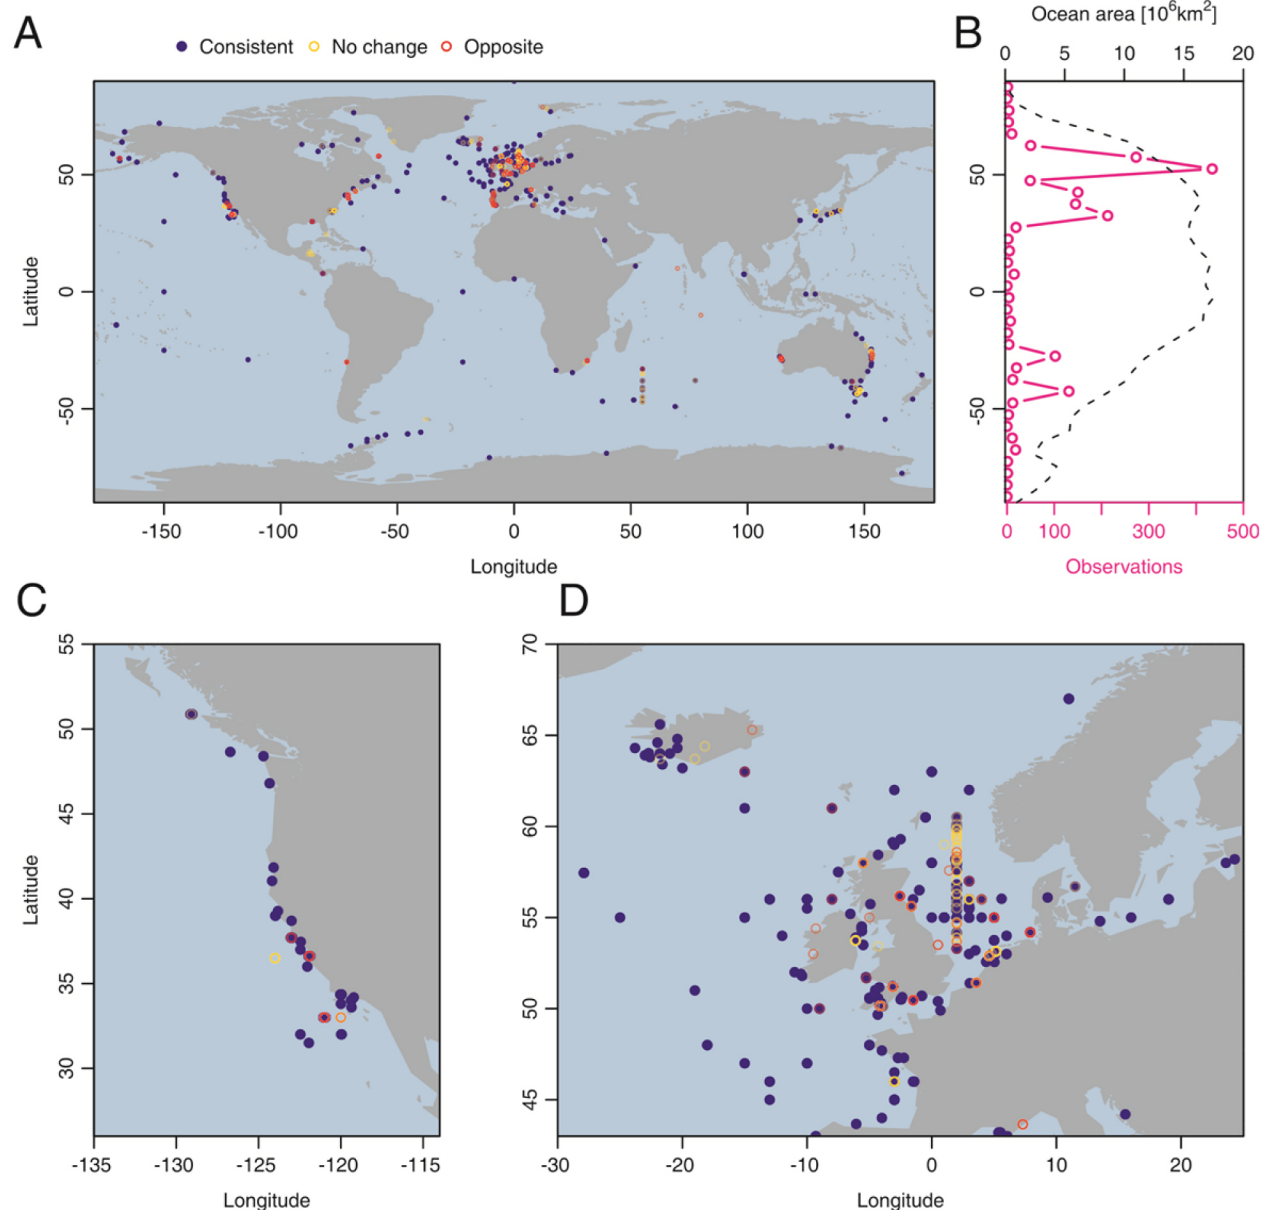 A
Consistent No change Opposite
B
Ocean area [10⁶km²]
0 5 10 15 20
50
0
-50
Latitude
-150 -100 -50 0 50 100 150
Longitude
50
0
-50
Latitude
0 100 300 500
Observations
C
55
50
45
40
35
30
Latitude
-135 -130 -125 -120 -115
Longitude
D
70
65
60
55
50
45
-30 -20 -10 0 10 20
Longitude